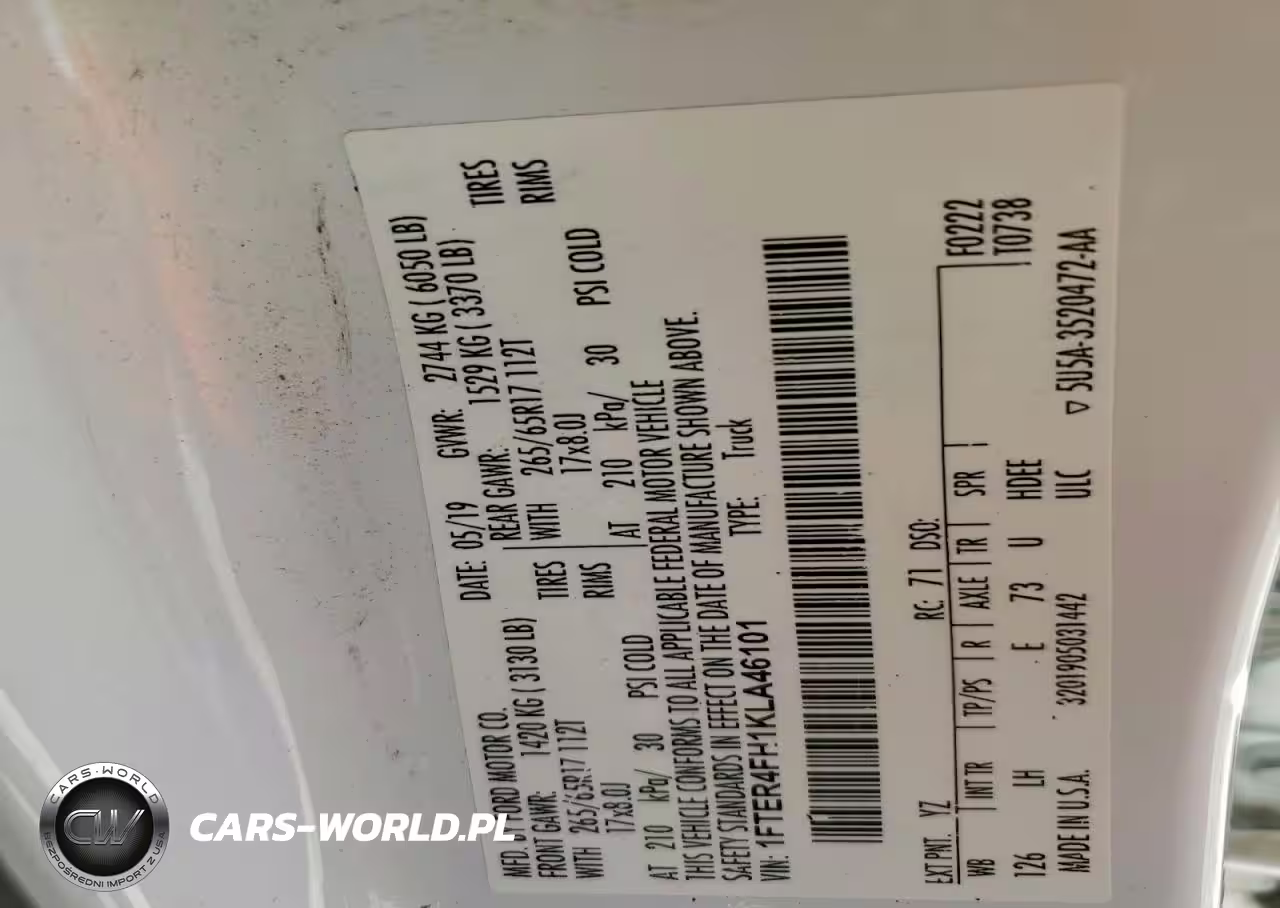 MFD. BY FORD MOTOR CO.
DATE: 05/19 GVWR: 2744 KG ( 6050 LB)
FRONT GAWR: 1420 KG ( 3130 LB)
REAR GAWR: 1529 KG ( 3370 LB)
WITH 265/65R17 112T TIRES
WITH 265/65R17 112T TIRES
17x8.0J RIMS
17x8.0J RIMS
AT 210 kPa/ 30 PSI COLD
AT 210 kPa/ 30 PSI COLD
THIS VEHICLE CONFORMS TO ALL APPLICABLE FEDERAL MOTOR VEHICLE
SAFETY STANDARDS IN EFFECT ON THE DATE OF MANUFACTURE SHOWN ABOVE.
VIN: 1FTER4FH1KLA46101 TYPE: Truck
EXT PNT. YZ RC: 71 DSO: F0222
WB INT TR TP/PS R AXLE TR SPR T0738
126 LH E 73 U HDEE
MADE IN U.S.A. 3201905031442 ULC ▽ 5U5A-3520472-AA
CARS-WORLD
CW
BEZPOŚREDNI IMPORT Z USA
CARS-WORLD.PL